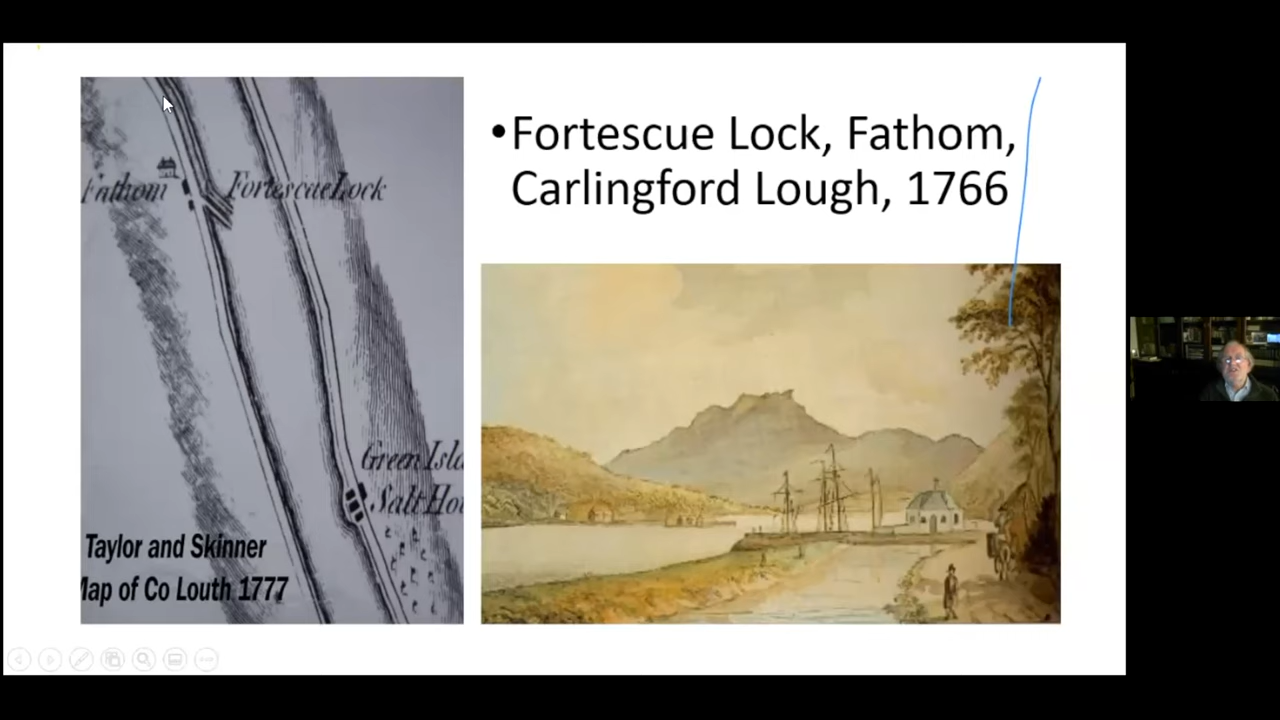 Fathom
Fortescue Lock
Green Isla
Salt Hou
Taylor and Skinner
Map of Co Louth 1777
•Fortescue Lock, Fathom,
Carlingford Lough, 1766